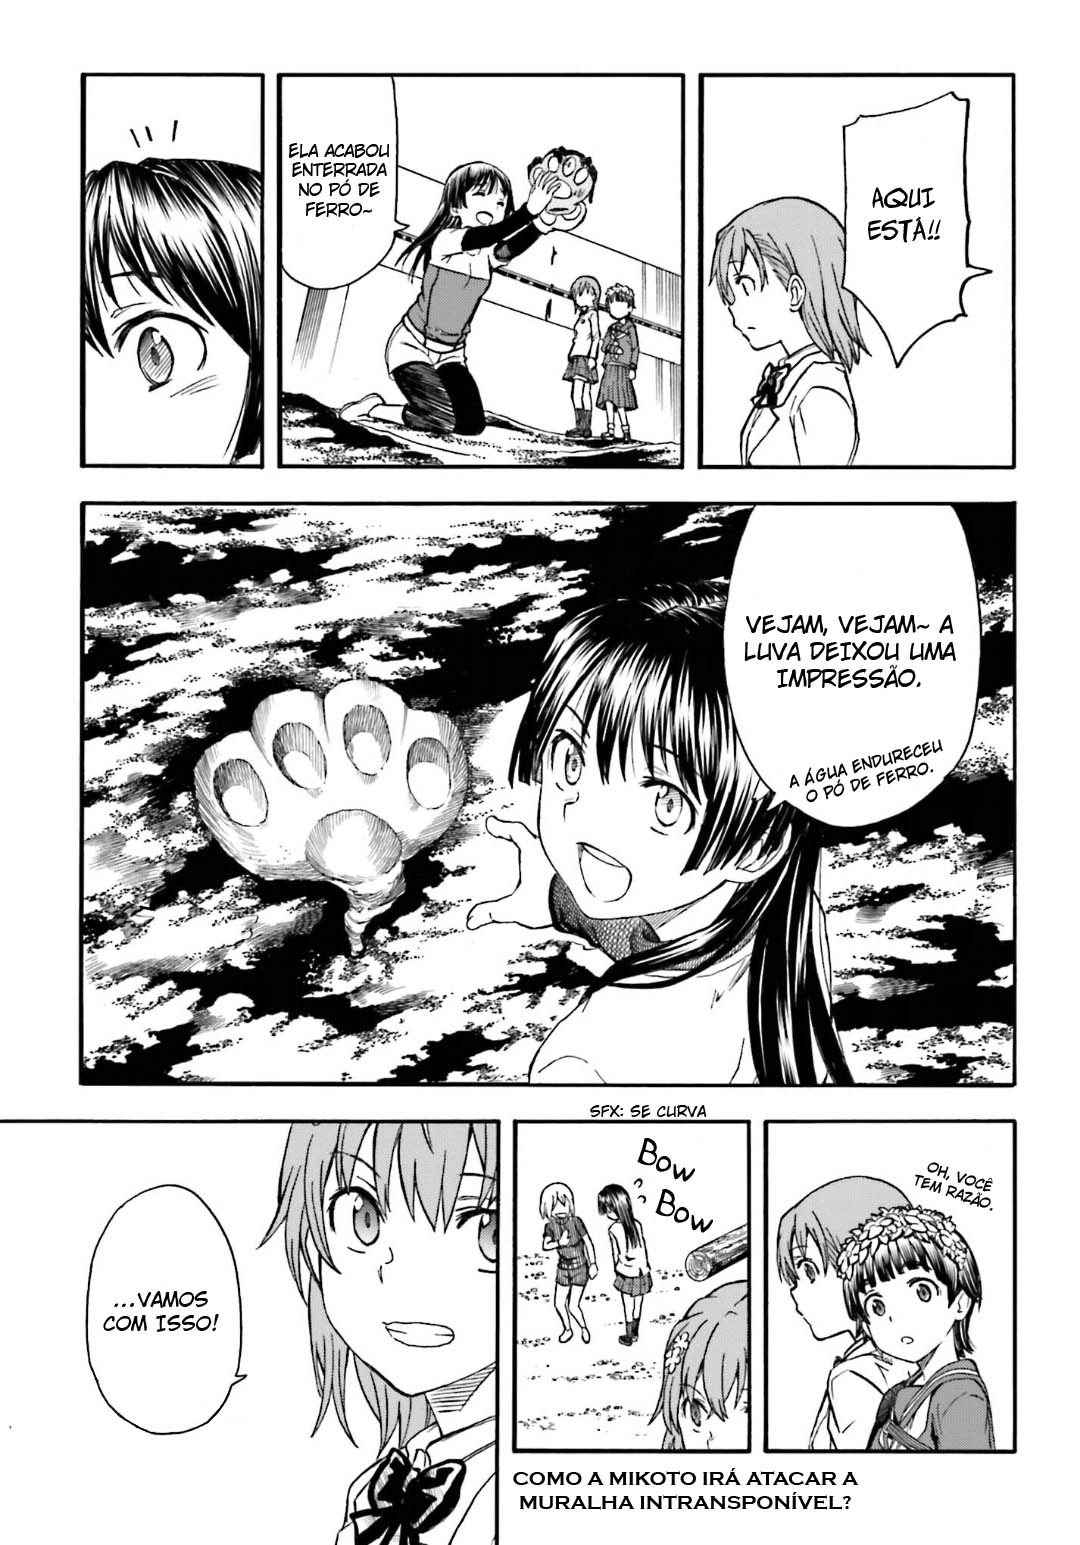 AQUI
ESTÁ!!
ELA ACABOU
ENTERRADA
NO PÓ DE
FERRO~
VEJAM, VEJAM~ A
LUVA DEIXOU UMA
IMPRESSÃO.
A ÁGUA ENDURECEU
O PÓ DE FERRO.
OH, VOCÊ
TEM RAZÃO.
SFX: SE CURVA
BOW
BOW
...VAMOS
COM ISSO!
COMO A MIKOTO IRÁ ATACAR A
MURALHA INTRANSPONÍVEL?